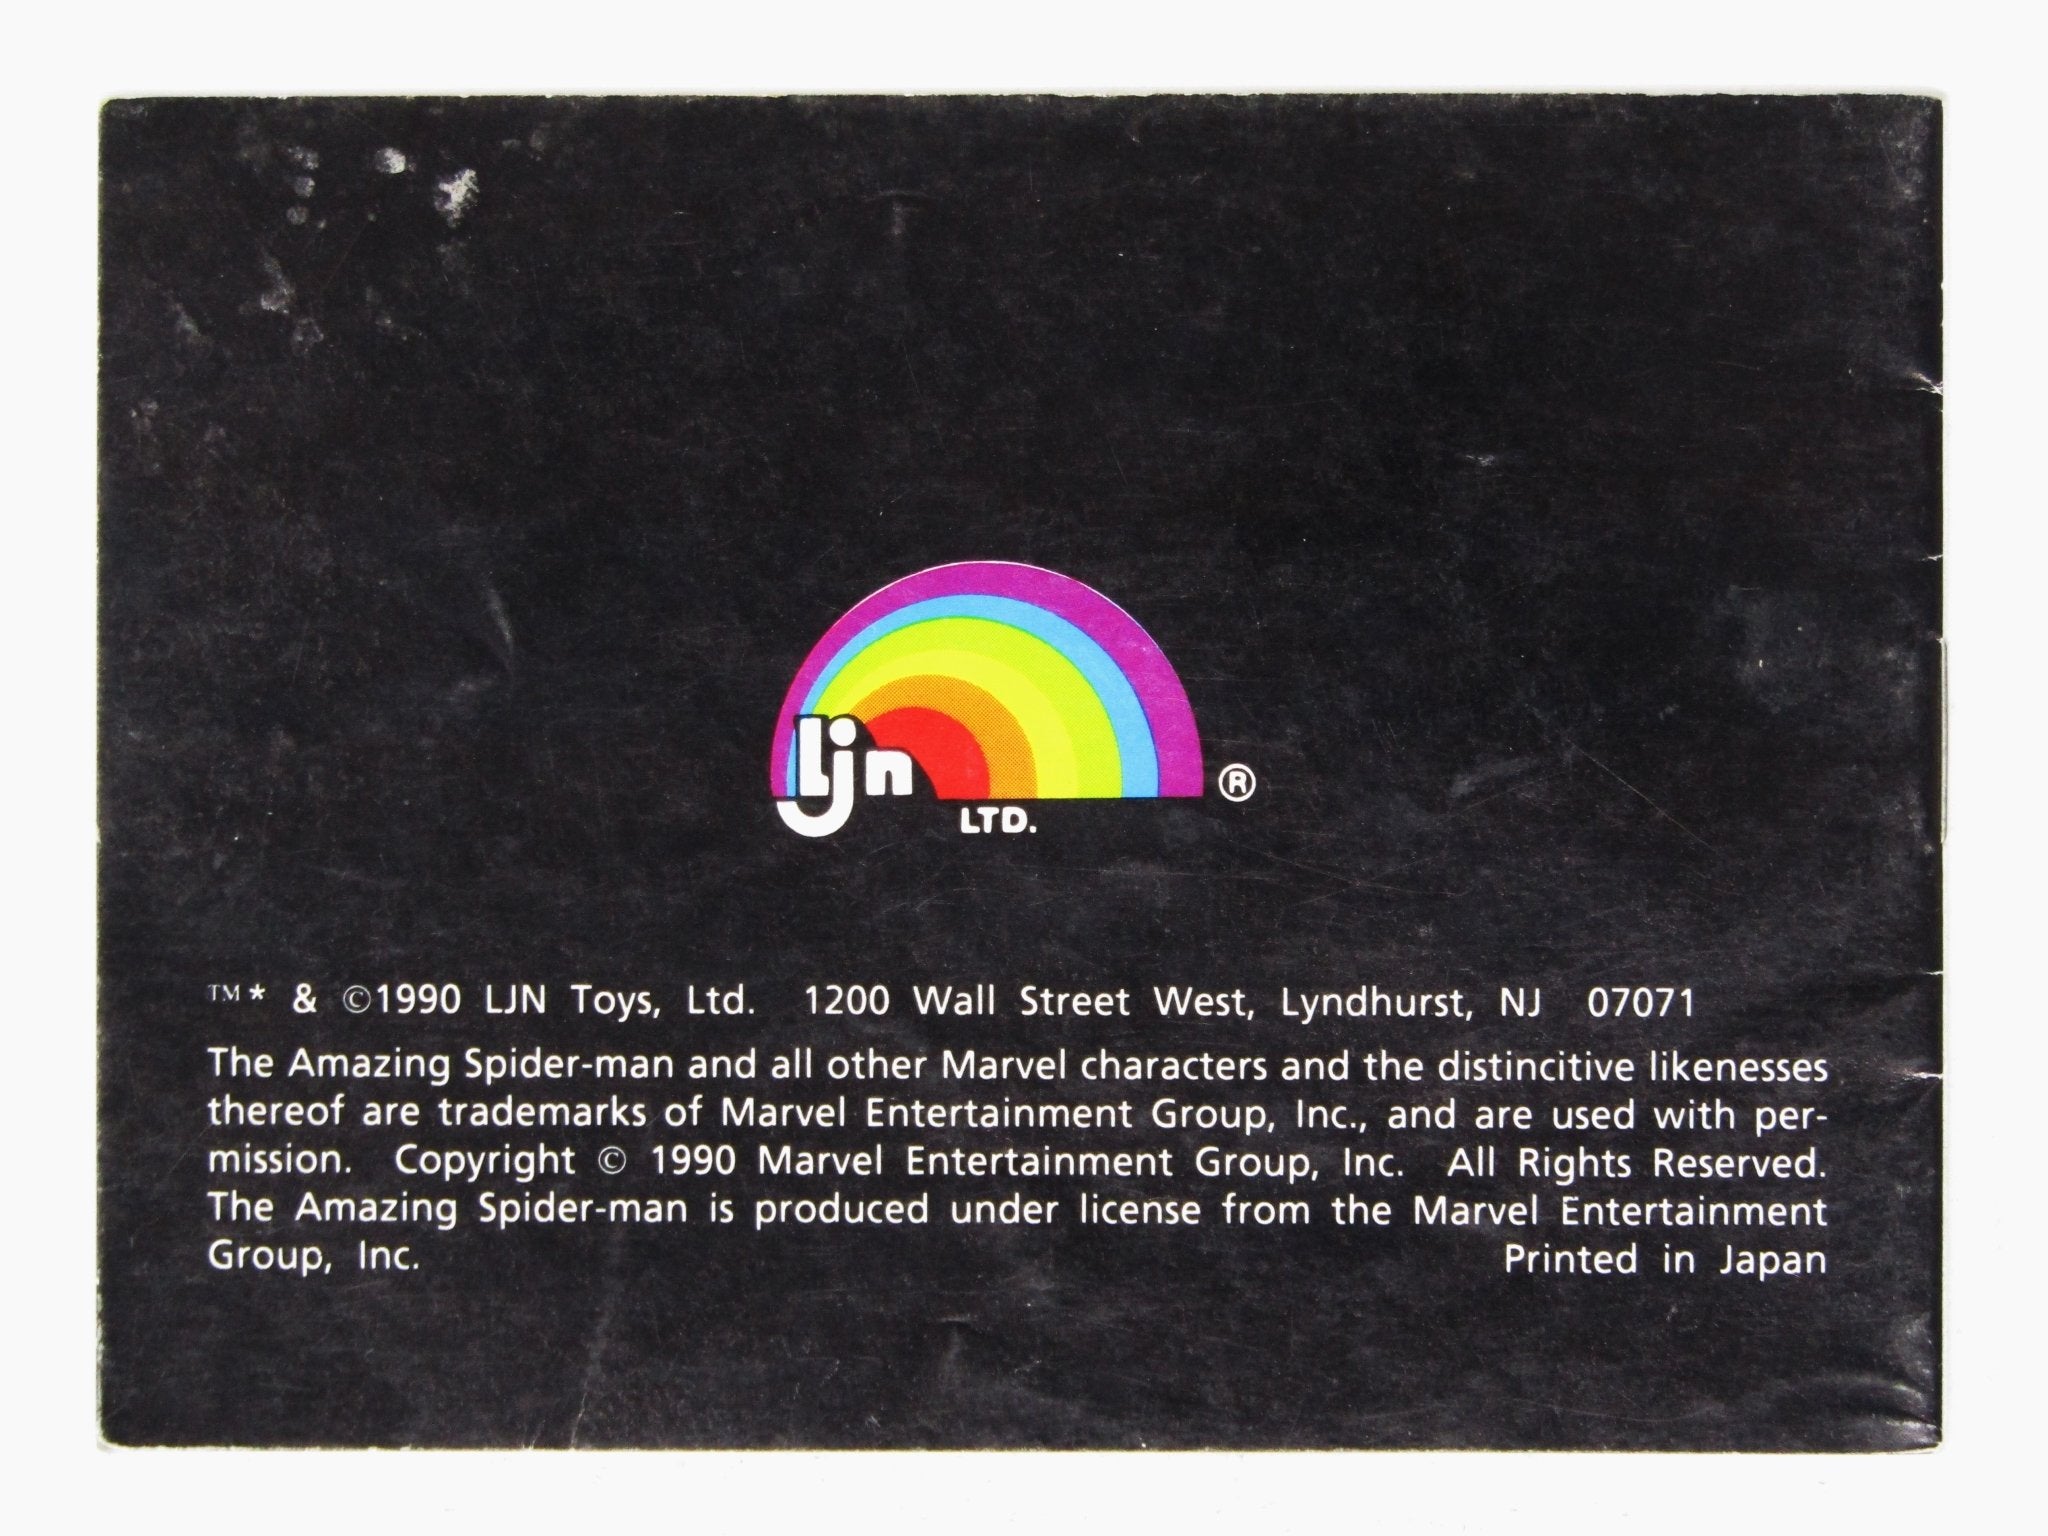 Ljn
LTD.
®
™* & ©1990 LJN Toys, Ltd. 1200 Wall Street West, Lyndhurst, NJ 07071
The Amazing Spider-man and all other Marvel characters and the distincitive likenesses
thereof are trademarks of Marvel Entertainment Group, Inc., and are used with per-
mission. Copyright © 1990 Marvel Entertainment Group, Inc. All Rights Reserved.
The Amazing Spider-man is produced under license from the Marvel Entertainment
Group, Inc. Printed in Japan